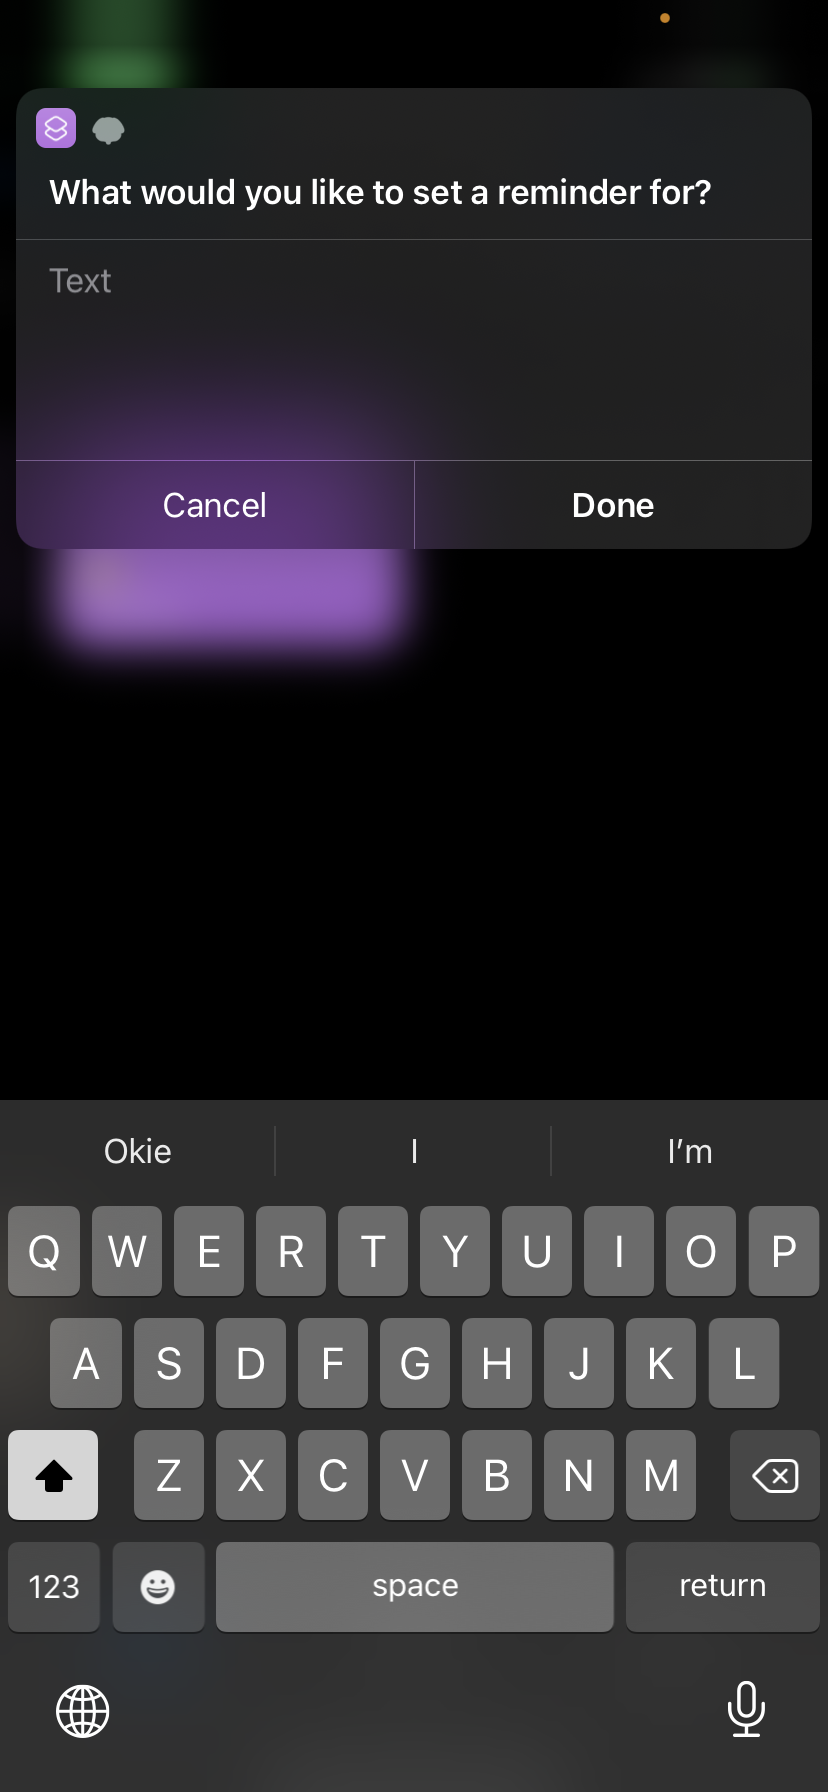 What would you like to set a reminder for?
Text
Cancel Done
Okie I I’m
Q W E R T Y U I O P
A S D F G H J K L
Z X C V B N M
123 space return